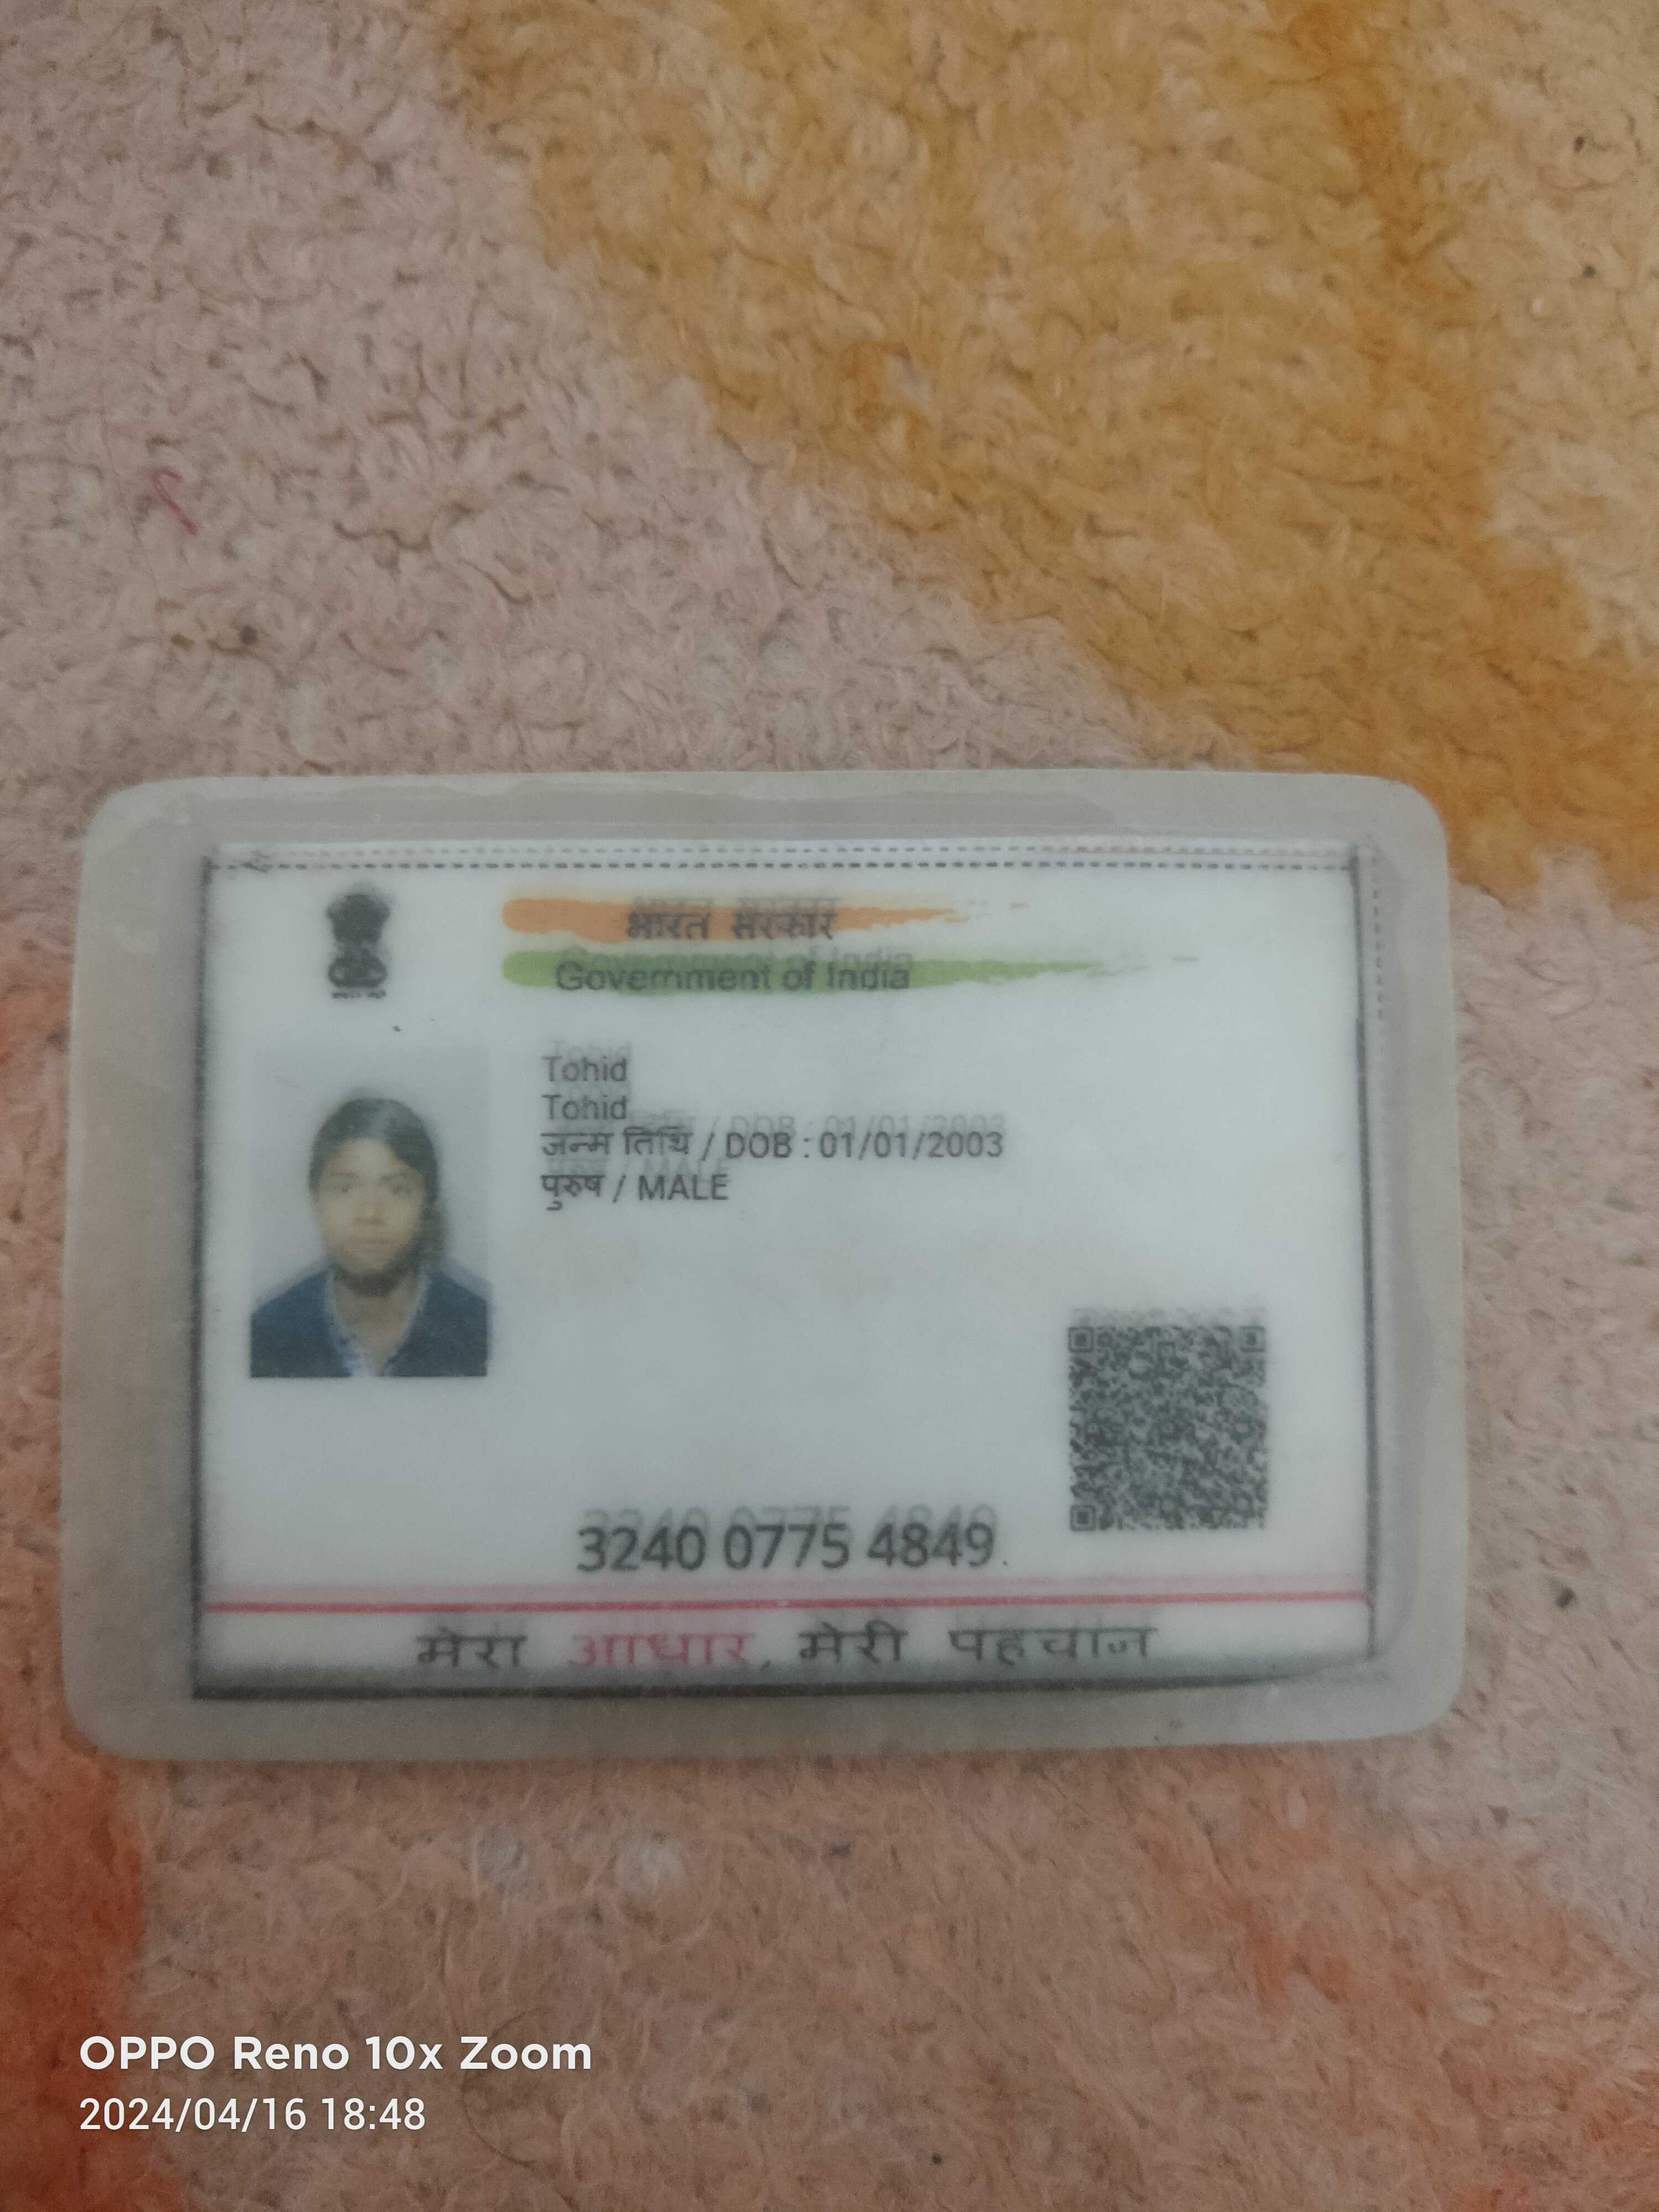 भारत सरकार
Government of India
Tohid
Tohid
जन्म तिथि / DOB : 01/01/2003
पुरुष / MALE
3240 0775 4849
मेरा आधार, मेरी पहचान
OPPO Reno 10x Zoom
2024/04/16 18:48